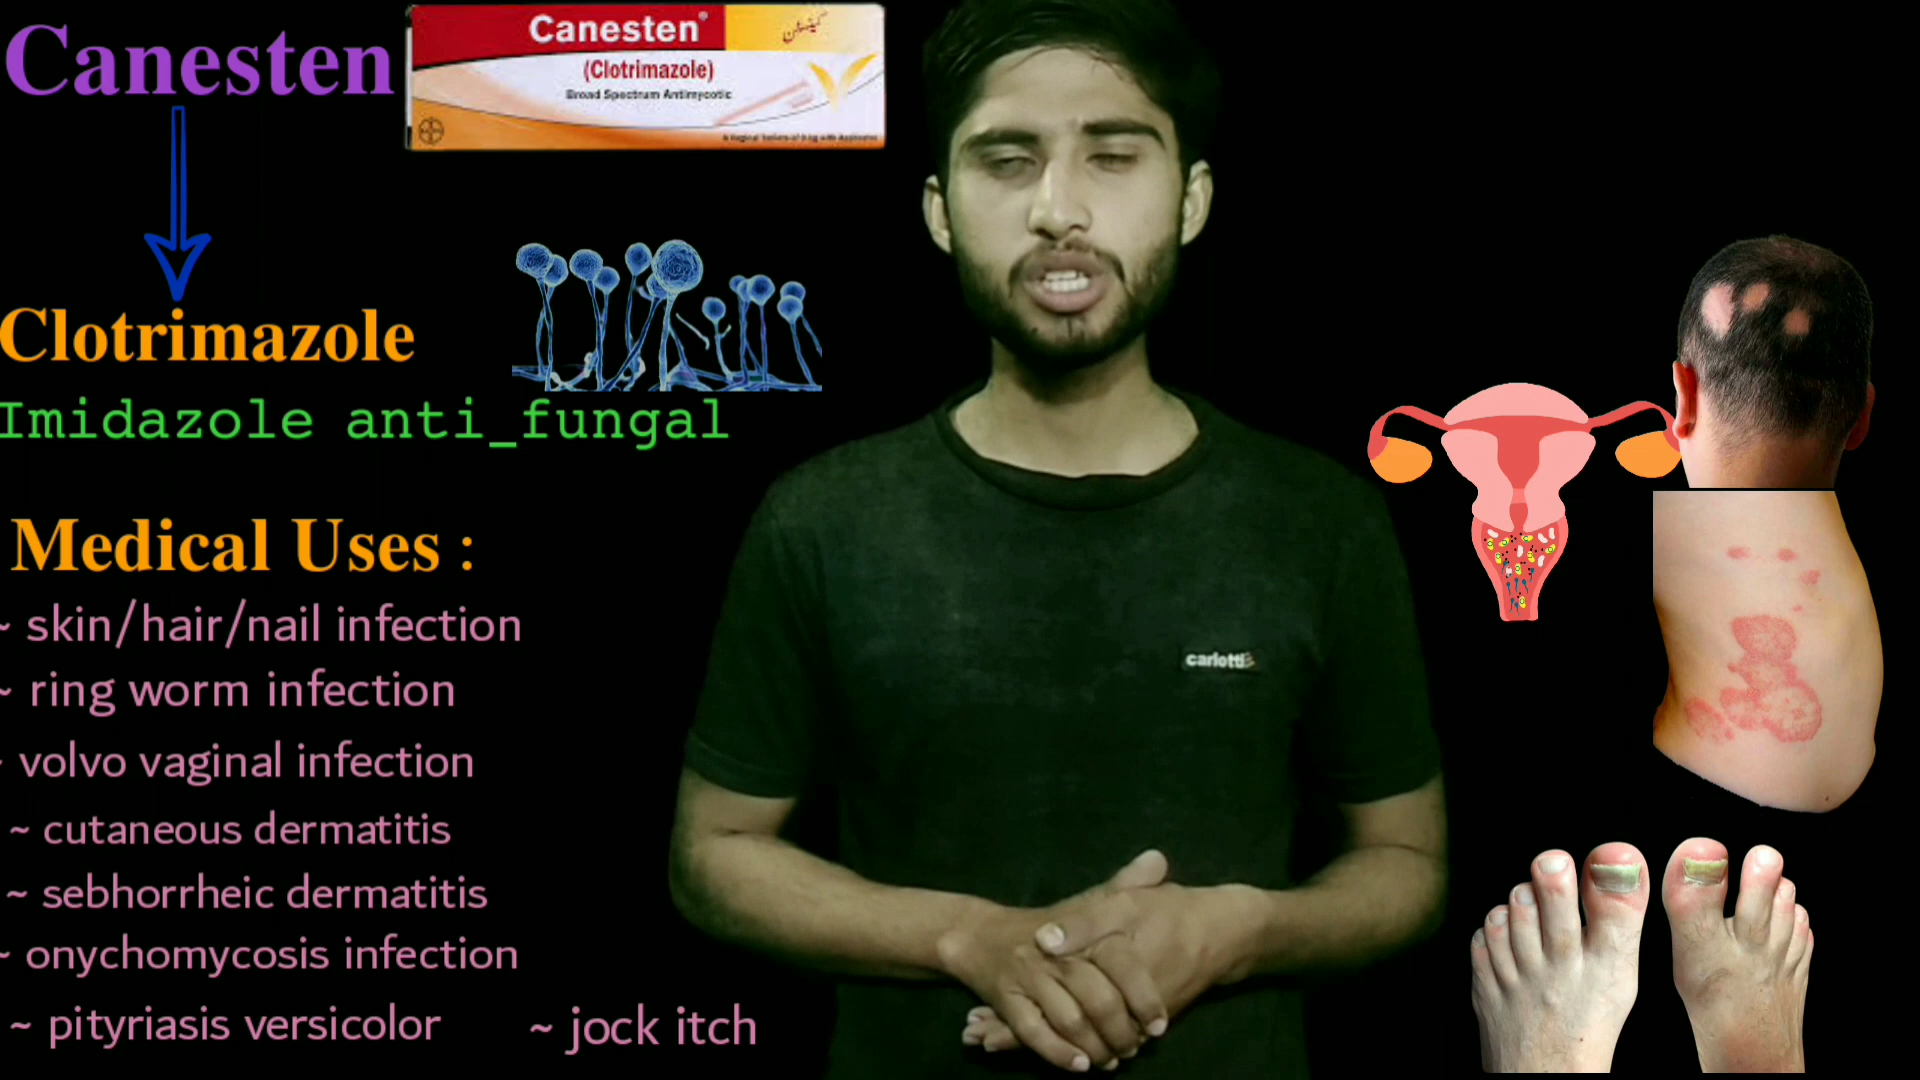 Canesten
Canesten®
کینسٹن
(Clotrimazole)
Broad Spectrum Antimycotic
Clotrimazole
Imidazole anti_fungal
Medical Uses :
~ skin/hair/nail infection
~ ring worm infection
~ volvo vaginal infection
~ cutaneous dermatitis
~ sebhorrheic dermatitis
~ onychomycosis infection
~ pityriasis versicolor
~ jock itch
carlotti